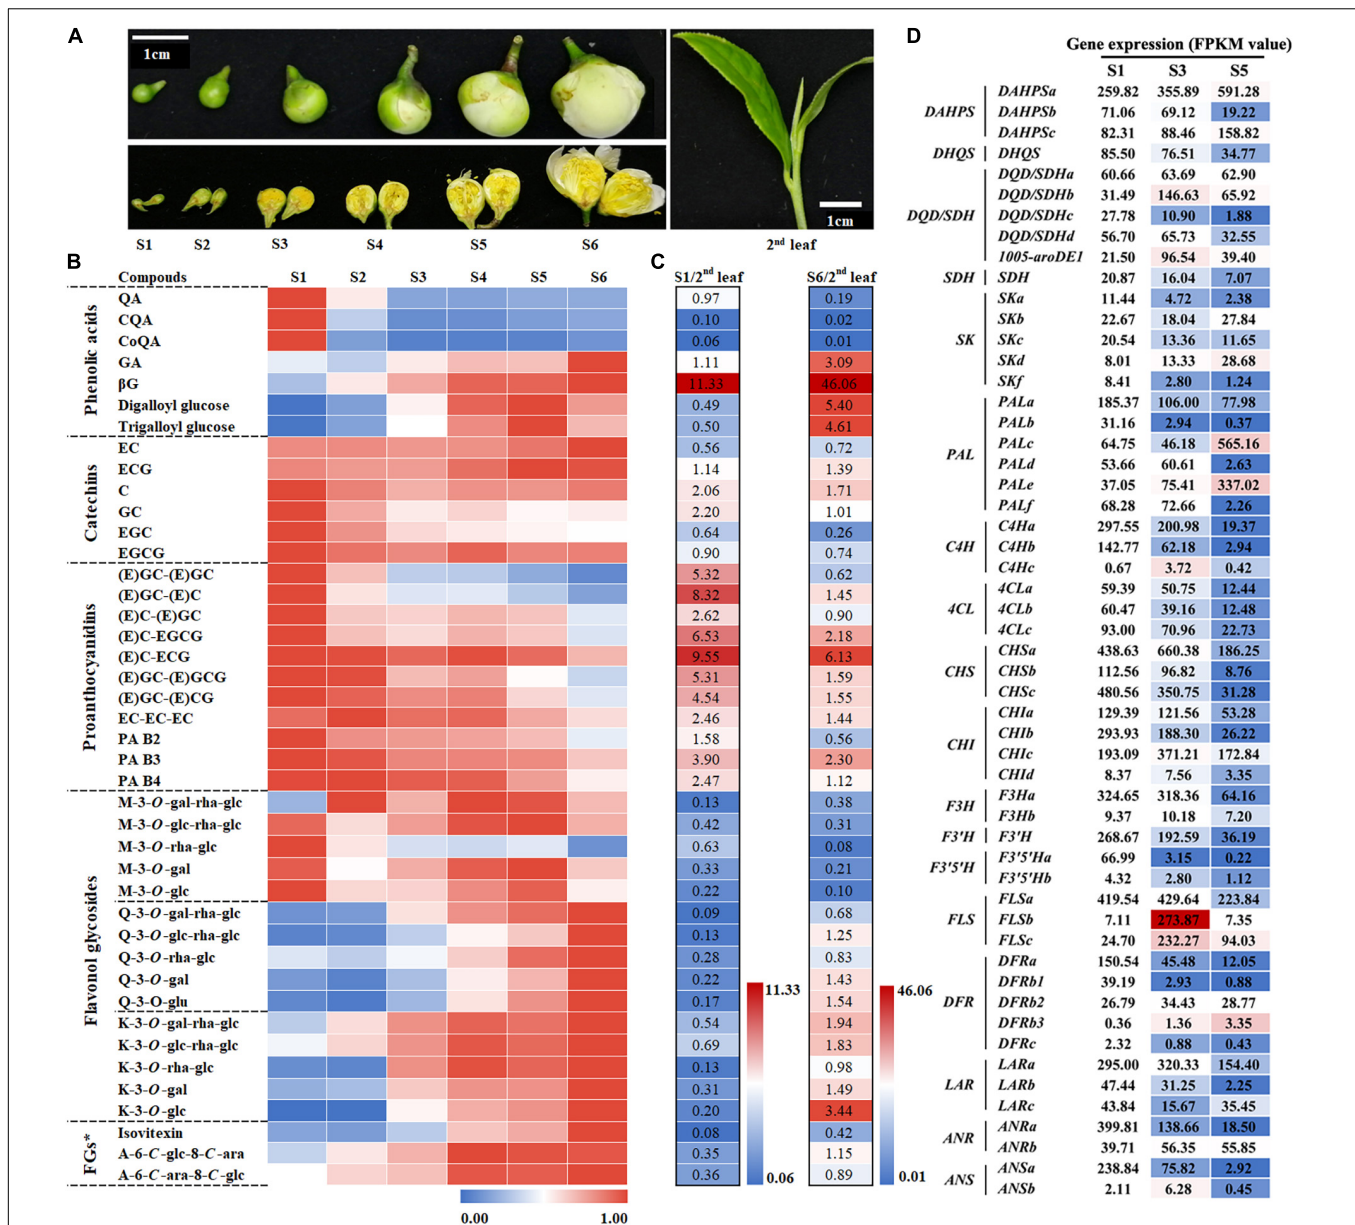 A
1cm
1cm
S1 S2 S3 S4 S5 S6 2nd leaf
B
Compouds S1 S2 S3 S4 S5 S6
Phenolic acids
QA
CQA
CoQA
GA
βG
Digalloyl glucose
Trigalloyl glucose
Catechins
EC
ECG
C
GC
EGC
EGCG
Proanthocyanidins
(E)GC-(E)GC
(E)GC-(E)C
(E)C-(E)GC
(E)C-EGCG
(E)C-ECG
(E)GC-(E)GCG
(E)GC-(E)CG
EC-EC-EC
PA B2
PA B3
PA B4
Flavonol glycosides
M-3-O-gal-rha-glc
M-3-O-glc-rha-glc
M-3-O-rha-glc
M-3-O-gal
M-3-O-glc
Q-3-O-gal-rha-glc
Q-3-O-glc-rha-glc
Q-3-O-rha-glc
Q-3-O-gal
Q-3-O-glu
K-3-O-gal-rha-glc
K-3-O-glc-rha-glc
K-3-O-rha-glc
K-3-O-gal
K-3-O-glc
FGs*
Isovitexin
A-6-C-glc-8-C-ara
A-6-C-ara-8-C-glc
0.00 1.00
C
S1/2nd leaf S6/2nd leaf
0.97 0.19
0.10 0.02
0.06 0.01
1.11 3.09
11.33 46.06
0.49 5.40
0.50 4.61
0.56 0.72
1.14 1.39
2.06 1.71
2.20 1.01
0.64 0.26
0.90 0.74
5.32 0.62
8.32 1.45
2.62 0.90
6.53 2.18
9.55 6.13
5.31 1.59
4.54 1.55
2.46 1.44
1.58 0.56
3.90 2.30
2.47 1.12
0.13 0.38
0.42 0.31
0.63 0.08
0.33 0.21
0.22 0.10
0.09 0.68
0.13 1.25
0.28 0.83
0.22 1.43
0.17 1.54
0.54 1.94
0.69 1.83
0.13 0.98
0.31 1.49
0.20 3.44
0.08 0.42
0.35 1.15
0.36 0.89
11.33
0.06
46.06
0.01
D
Gene expression (FPKM value)
S1 S3 S5
DAHPS
DAHPSa 259.82 355.89 591.28
DAHPSb 71.06 69.12 19.22
DAHPSc 82.31 88.46 158.82
DHQS
DHQS 85.50 76.51 34.77
DQD/SDH
DQD/SDHa 60.66 63.69 62.90
DQD/SDHb 31.49 146.63 65.92
DQD/SDHc 27.78 10.90 1.88
DQD/SDHd 56.70 65.73 32.55
1005-aroDE1 21.50 96.54 39.40
SDH
SDH 20.87 16.04 7.07
SK
SKa 11.44 4.72 2.38
SKb 22.67 18.04 27.84
SKc 20.54 13.36 11.65
SKd 8.01 13.33 28.68
SKf 8.41 2.80 1.24
PAL
PALa 185.37 106.00 77.98
PALb 31.16 2.94 0.37
PALc 64.75 46.18 565.16
PALd 53.66 60.61 2.63
PALe 37.05 75.41 337.02
PALf 68.28 72.66 2.26
C4H
C4Ha 297.55 200.98 19.37
C4Hb 142.77 62.18 2.94
C4Hc 0.67 3.72 0.42
4CL
4CLa 59.39 50.75 12.44
4CLb 60.47 39.16 12.48
4CLc 93.00 70.96 22.73
CHS
CHSa 438.63 660.38 186.25
CHSb 112.56 96.82 8.76
CHSc 480.56 350.75 31.28
CHI
CHIa 129.39 121.56 53.28
CHIb 293.93 188.30 26.22
CHIc 193.09 371.21 172.84
CHId 8.37 7.56 3.35
F3H
F3Ha 324.65 318.36 64.16
F3Hb 9.37 10.18 7.20
F3'H
F3'H 268.67 192.59 36.19
F3'5'H
F3'5'Ha 66.99 3.15 0.22
F3'5'Hb 4.32 2.80 1.12
FLS
FLSa 419.54 429.64 223.84
FLSb 7.11 273.87 7.35
FLSc 24.70 232.27 94.03
DFR
DFRa 150.54 45.48 12.05
DFRb1 39.19 2.93 0.88
DFRb2 26.79 34.43 28.77
DFRb3 0.36 1.36 3.35
DFRc 2.32 0.88 0.43
LAR
LARa 295.00 320.33 154.40
LARb 47.44 31.25 2.25
LARc 43.84 15.67 35.45
ANR
ANRa 399.81 138.66 18.50
ANRb 39.71 56.35 55.85
ANS
ANSa 238.84 75.82 2.92
ANSb 2.11 6.28 0.45